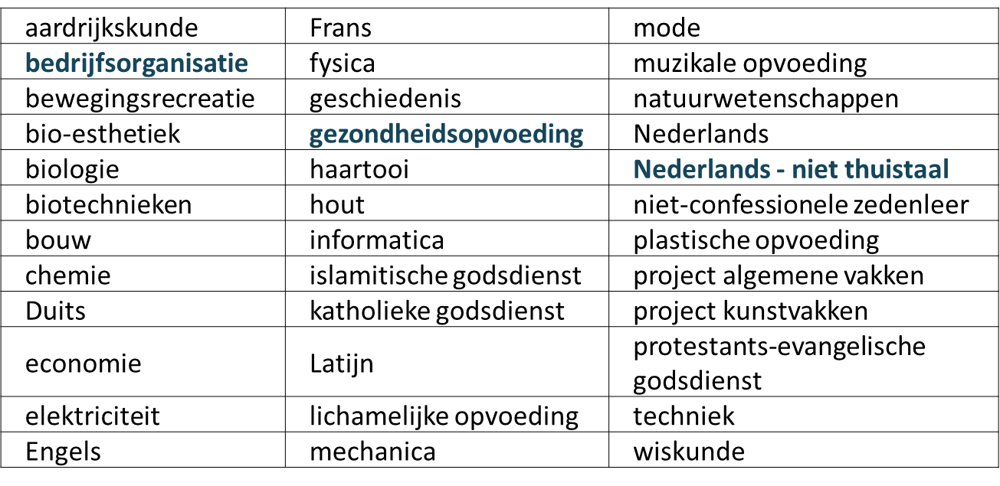 aardrijkskunde Frans mode
bedrijfsorganisatie fysica muzikale opvoeding
bewegingsrecreatie geschiedenis natuurwetenschappen
bio-esthetiek gezondheidsopvoeding Nederlands
biologie haartooi Nederlands - niet thuistaal
biotechnieken hout niet-confessionele zedenleer
bouw informatica plastische opvoeding
chemie islamitische godsdienst project algemene vakken
Duits katholieke godsdienst project kunstvakken
economie Latijn protestants-evangelische
godsdienst
elektriciteit lichamelijke opvoeding techniek
Engels mechanica wiskunde